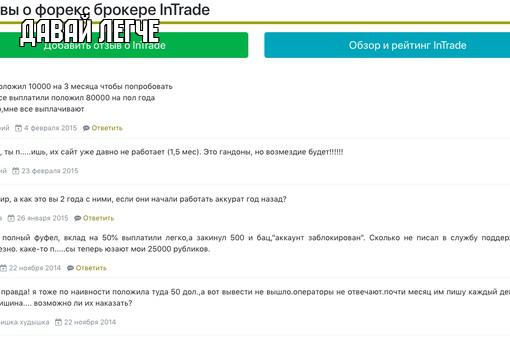 вы о форекс брокере InTrade
ДАВАЙ ЛЕГЧЕ
Добавить отзыв о InTrade
Обзор и рейтинг InTrade
оложил 10000 на 3 месяца чтобы попробовать
се выплатили положил 80000 на пол года
о,мне все выплачивают
рий 4 февраля 2015 Ответить
, ты п.....ишь, их сайт уже давно не работает (1,5 мес). Это гандоны, но возмездие будет!!!!!!
ий 23 февраля 2015
ир, а как это вы 2 года с ними, если они начали работать аккурат год назад?
а 26 января 2015 Ответить
полный фуфел, вклад на 50% выплатили легко,а закинул 500 и бац,"аккаунт заблокирован". Сколько не писал в службу поддер
езно. каке-то п.....сы теперь юзают мои 25000 рубликов.
22 ноября 2014 Ответить
правда! я тоже по наивности положила туда 50 дол.,а вот вывести не вышло.операторы не отвечают.почти месяц им пишу каждый де
ишина.... возможно ли их наказать?
ишка худышка 22 ноября 2014